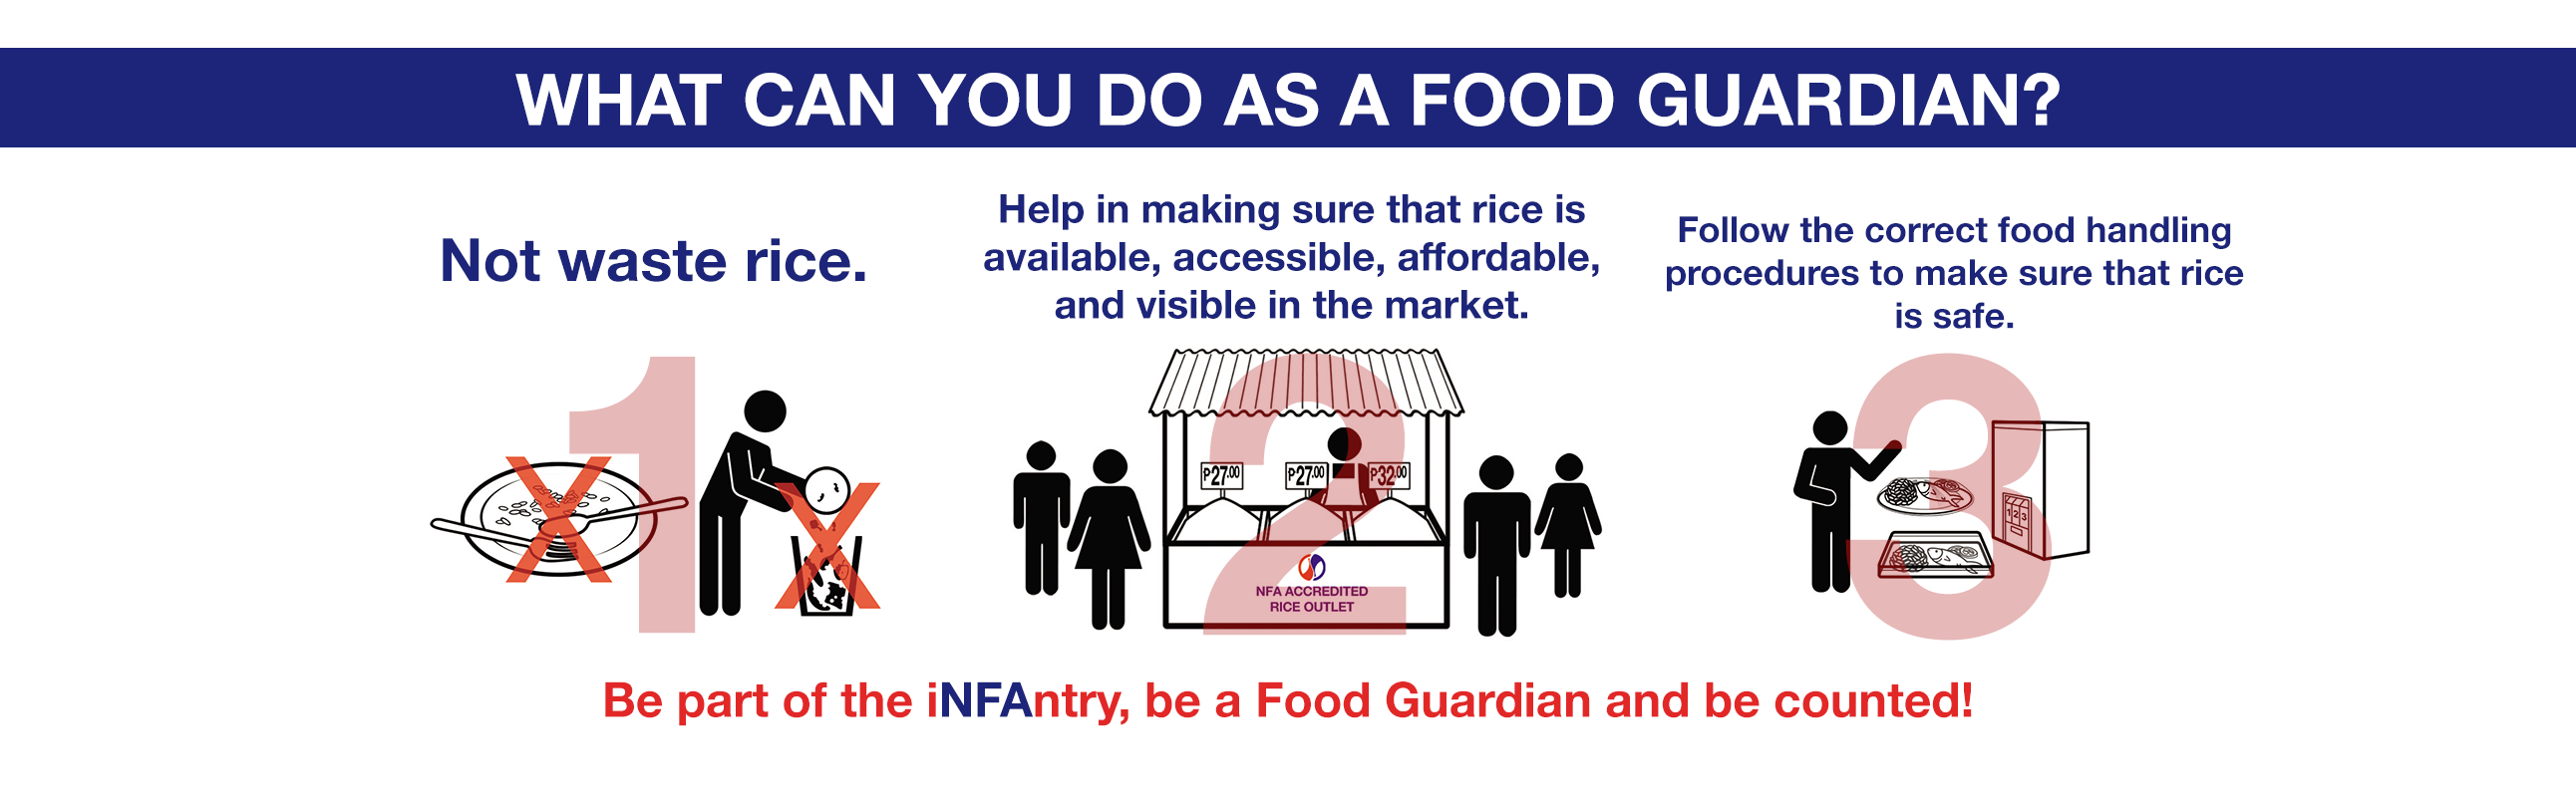 WHAT CAN YOU DO AS A FOOD GUARDIAN?
Not waste rice.
1
Help in making sure that rice is
available, accessible, affordable,
and visible in the market.
2
₱27.00
₱27.00
₱32.00
NFA ACCREDITED
RICE OUTLET
Follow the correct food handling
procedures to make sure that rice
is safe.
3
1 2 3
Be part of the iNFAntry, be a Food Guardian and be counted!